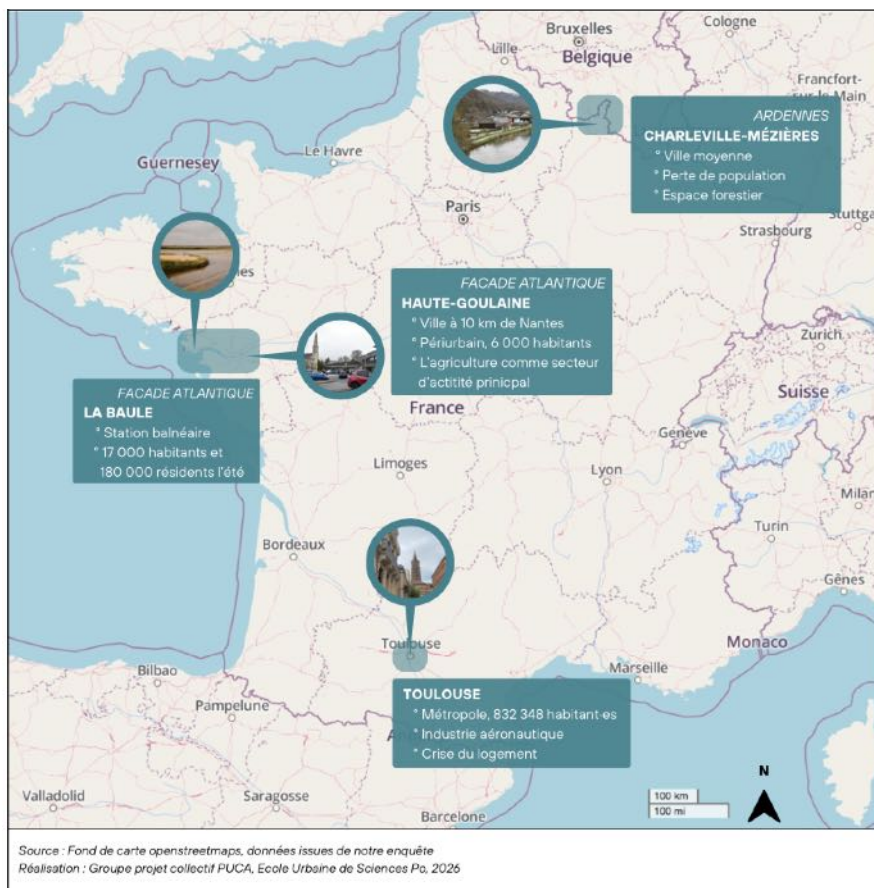 Bruxelles
Cologne
Lille
Belgique
Francfort-
sur-le Main
ARDENNES
CHARLEVILLE-MÉZIÈRES
° Ville moyenne
° Perte de population
° Espace forestier
Guernesey
Le Havre
Paris
Strasbourg
Stuttga
nes
FACADE ATLANTIQUE
HAUTE-GOULAINE
° Ville à 10 km de Nantes
° Périurbain, 6 000 habitants
° L'agriculture comme secteur
d'actitité prinicpal
Zurich
Suisse
FACADE ATLANTIQUE
LA BAULE
° Station balnéaire
° 17 000 habitants et
180 000 résidents l'été
France
Genève
Limoges
Lyon
Milan
Turin
Bordeaux
Gênes
Toulouse
Monaco
Marseille
Bilbao
Pampelune
TOULOUSE
° Métropole, 832 348 habitant·es
° Industrie aéronautique
° Crise du logement
N
100 km
100 mi
Valladolid
Saragosse
Barcelone
Source : Fond de carte openstreetmaps, données issues de notre enquête
Réalisation : Groupe projet collectif PUCA, Ecole Urbaine de Sciences Po, 2026